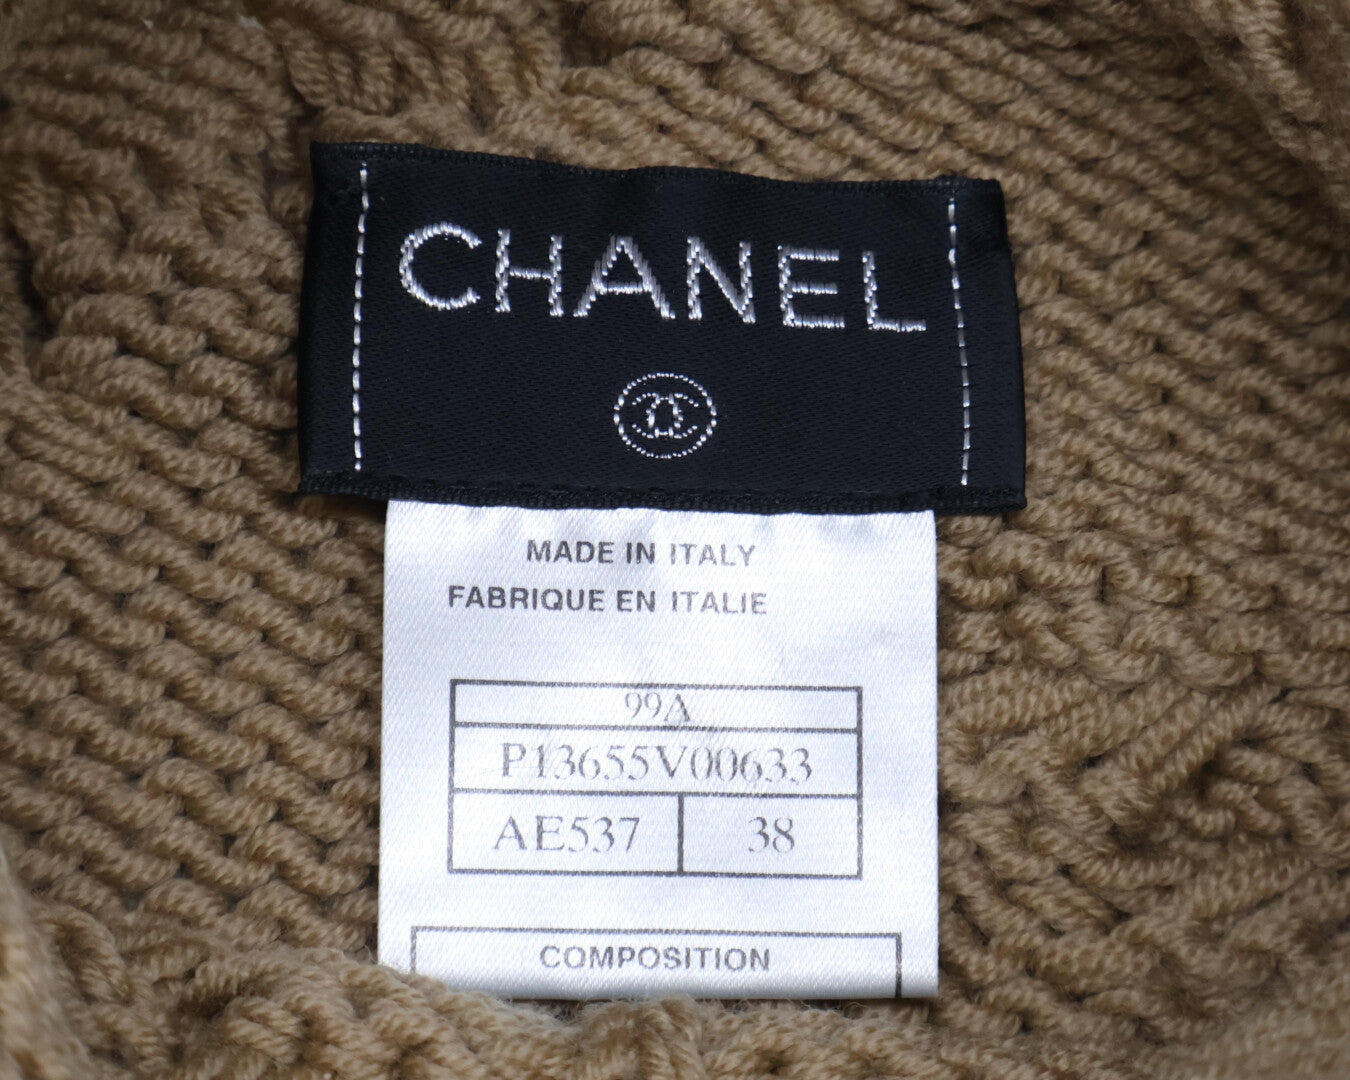 CHANEL
MADE IN ITALY
FABRIQUE EN ITALIE
99A
P13655V00633
AE537 38
COMPOSITION